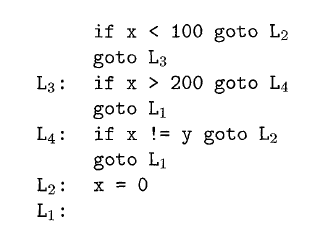 if x < 100 goto L₂
goto L₃
L₃: if x > 200 goto L₄
goto L₁
L₄: if x != y goto L₂
goto L₁
L₂: x = 0
L₁: